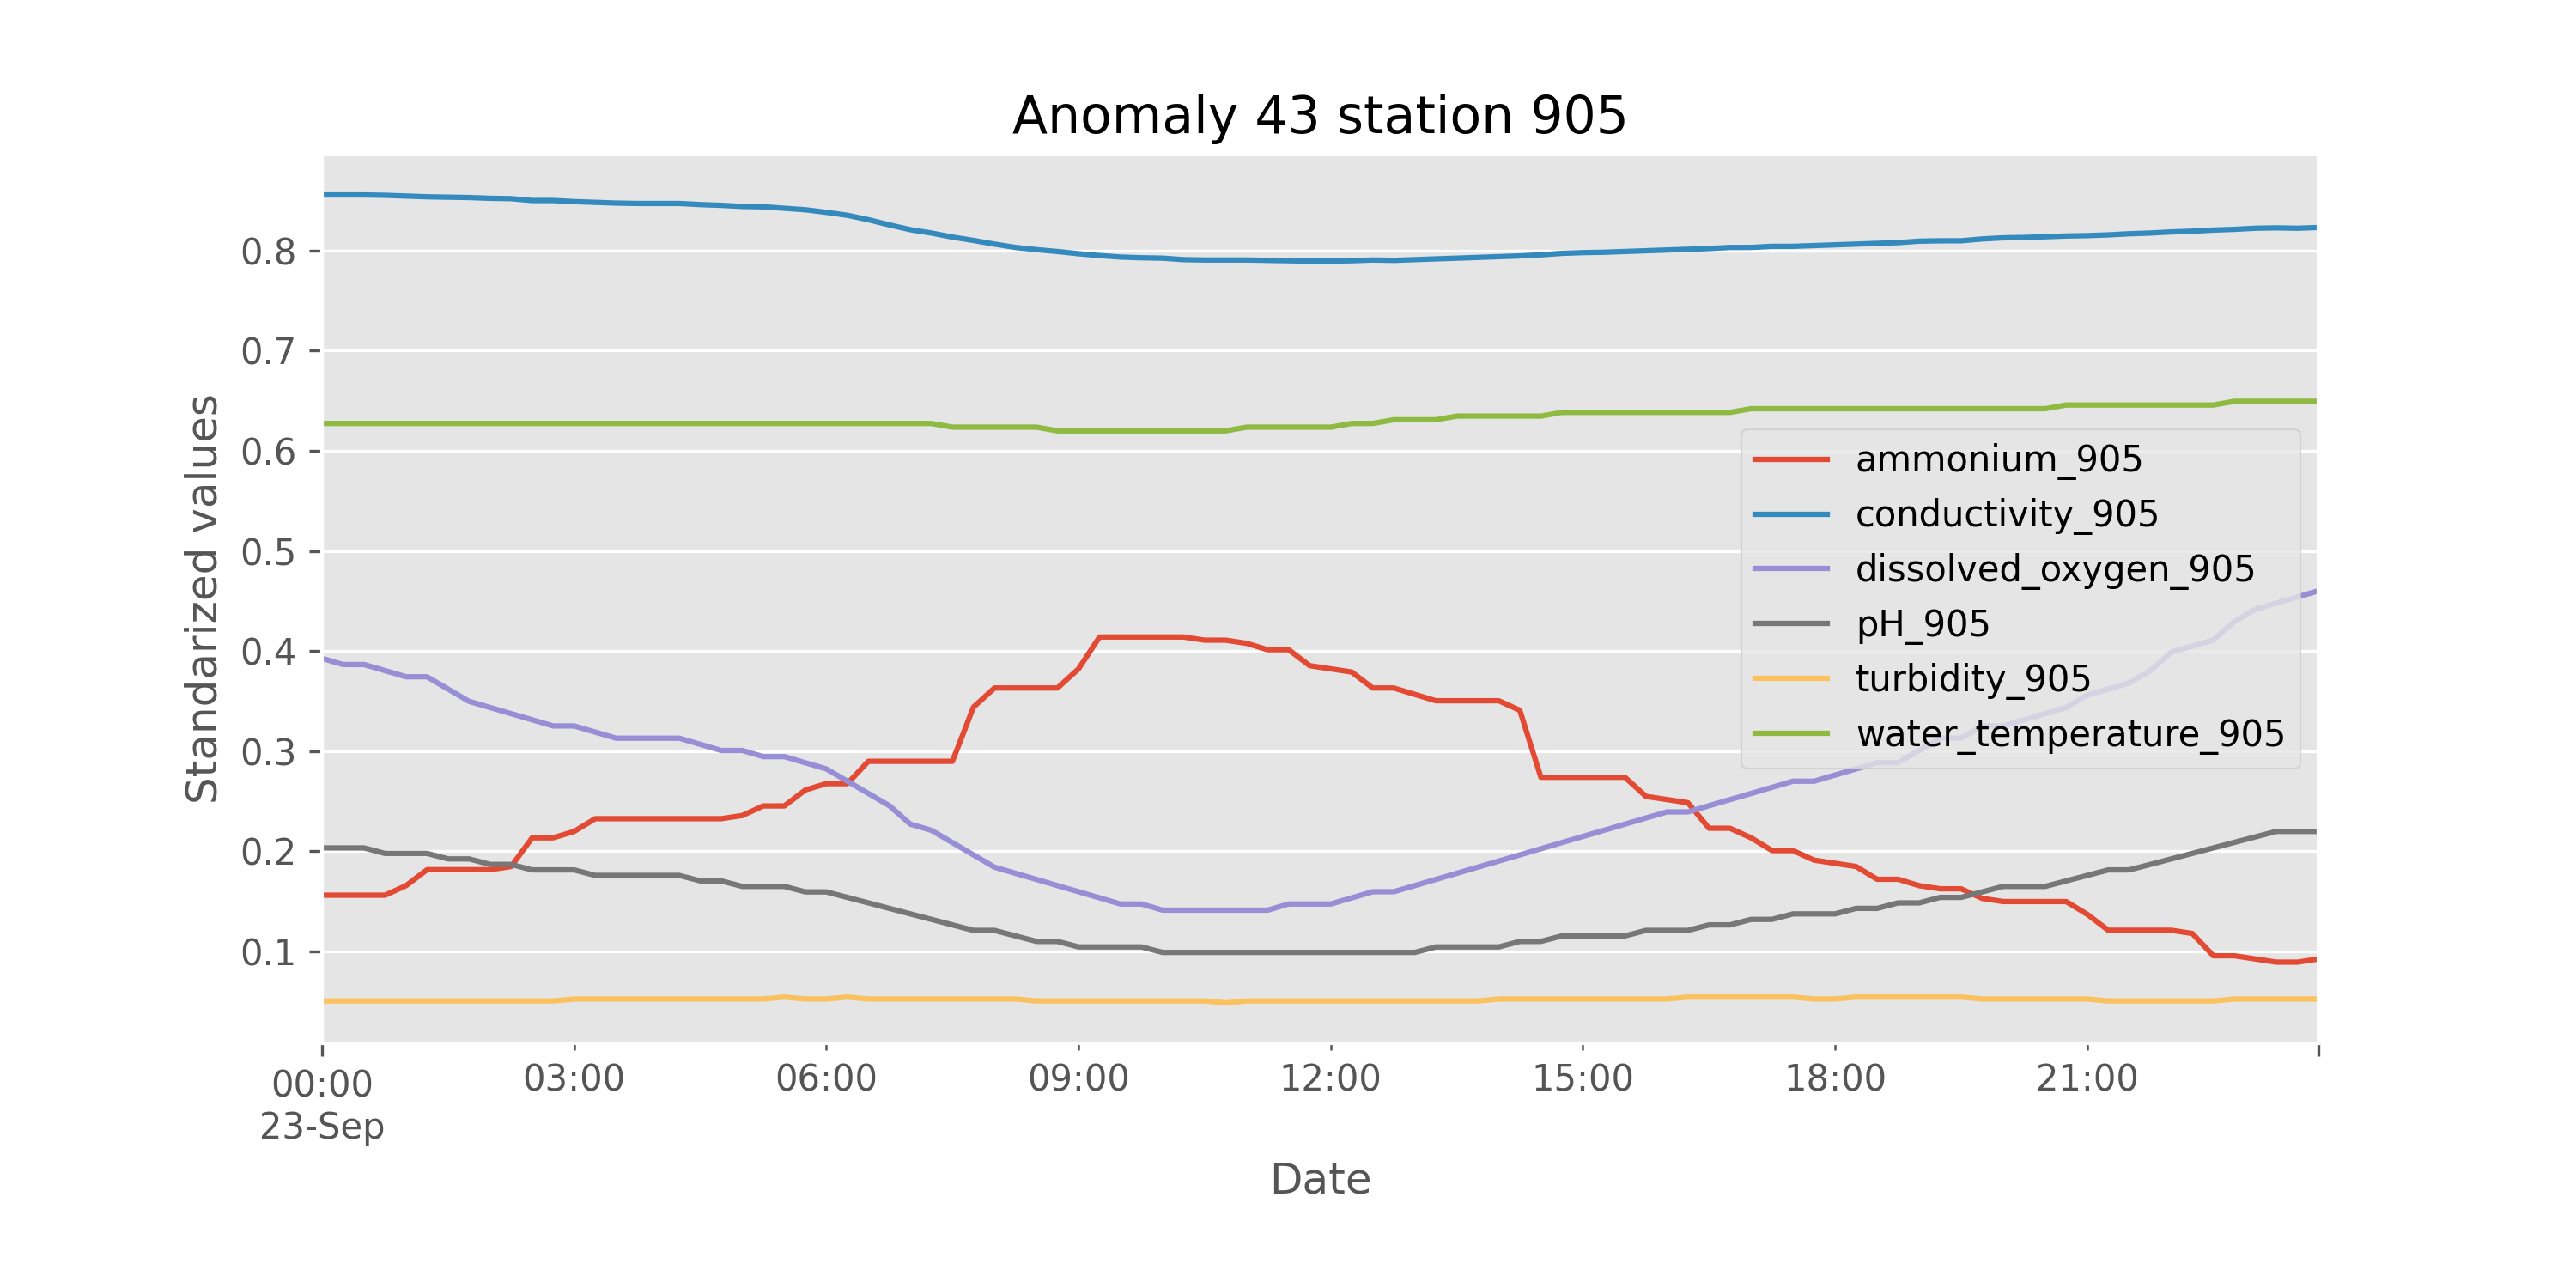 Anomaly 43 station 905
Standarized values
0.8
0.7
0.6
0.5
0.4
0.3
0.2
0.1
ammonium_905
conductivity_905
dissolved_oxygen_905
pH_905
turbidity_905
water_temperature_905
00:00 03:00 06:00 09:00 12:00 15:00 18:00 21:00
23-Sep
Date